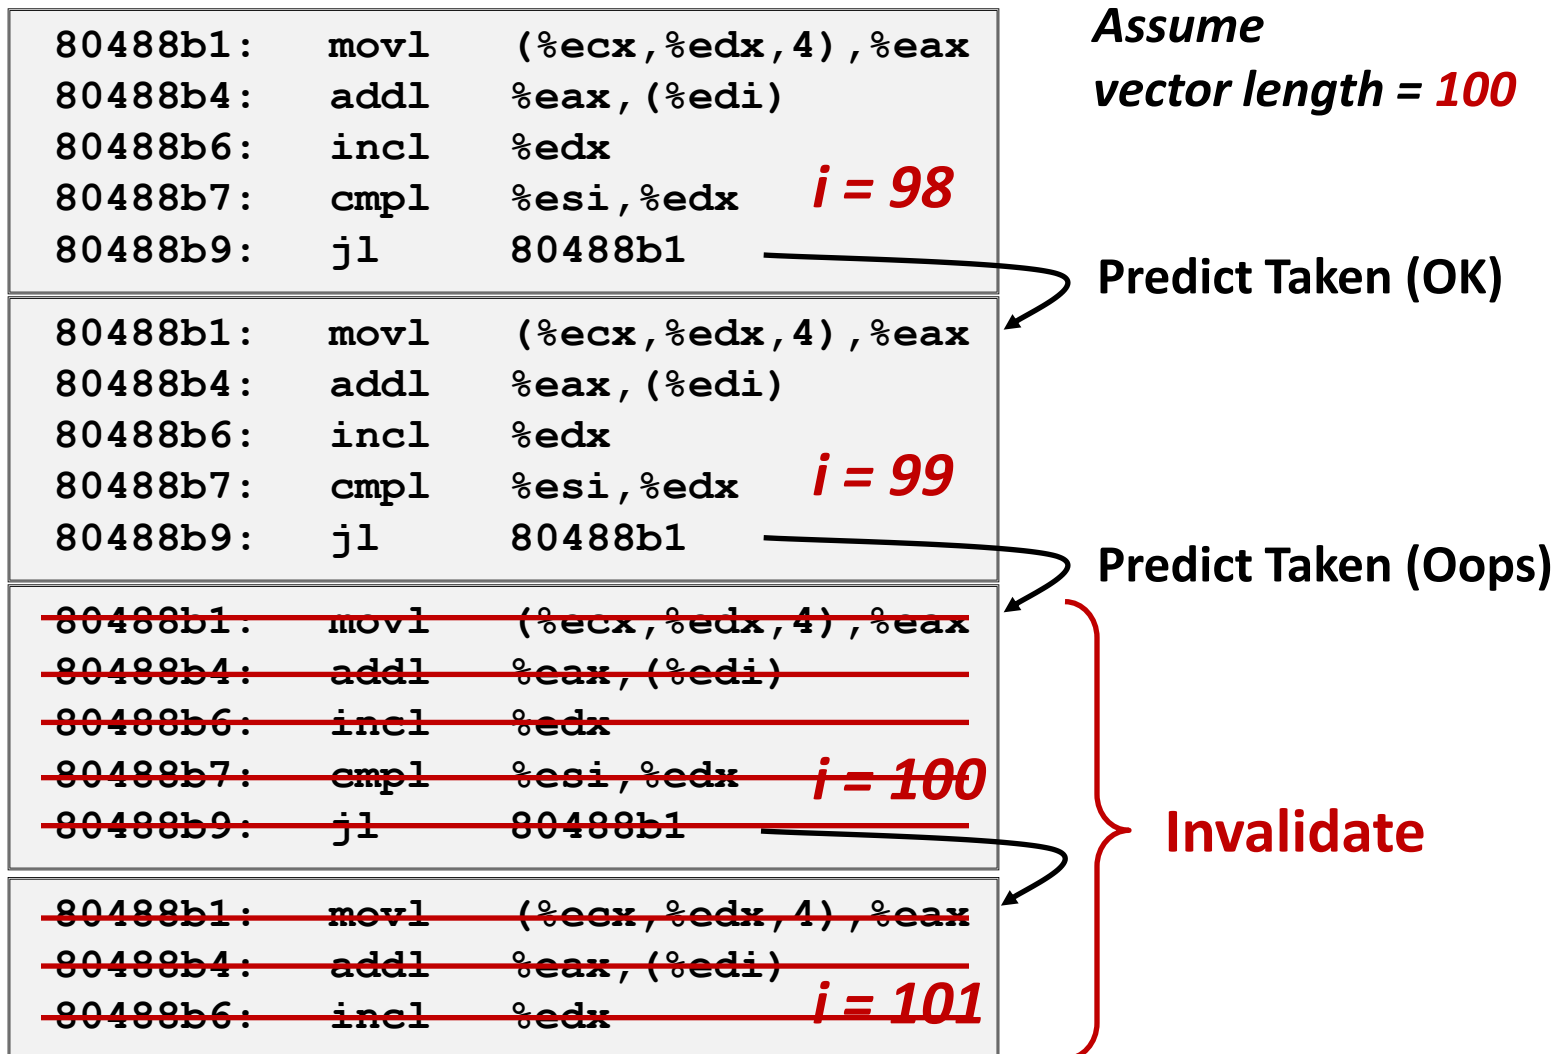 80488b1: movl (%ecx,%edx,4),%eax
80488b4: addl %eax,(%edi)
80488b6: incl %edx
80488b7: cmpl %esi,%edx
80488b9: jl 80488b1
i = 98
Assume
vector length = 100
Predict Taken (OK)
80488b1: movl (%ecx,%edx,4),%eax
80488b4: addl %eax,(%edi)
80488b6: incl %edx
80488b7: cmpl %esi,%edx
80488b9: jl 80488b1
i = 99
Predict Taken (Oops)
80488b1: movl (%ecx,%edx,4),%eax
80488b4: addl %eax,(%edi)
80488b6: incl %edx
80488b7: cmpl %esi,%edx
80488b9: jl 80488b1
i = 100
Invalidate
80488b1: movl (%ecx,%edx,4),%eax
80488b4: addl %eax,(%edi)
80488b6: incl %edx
i = 101